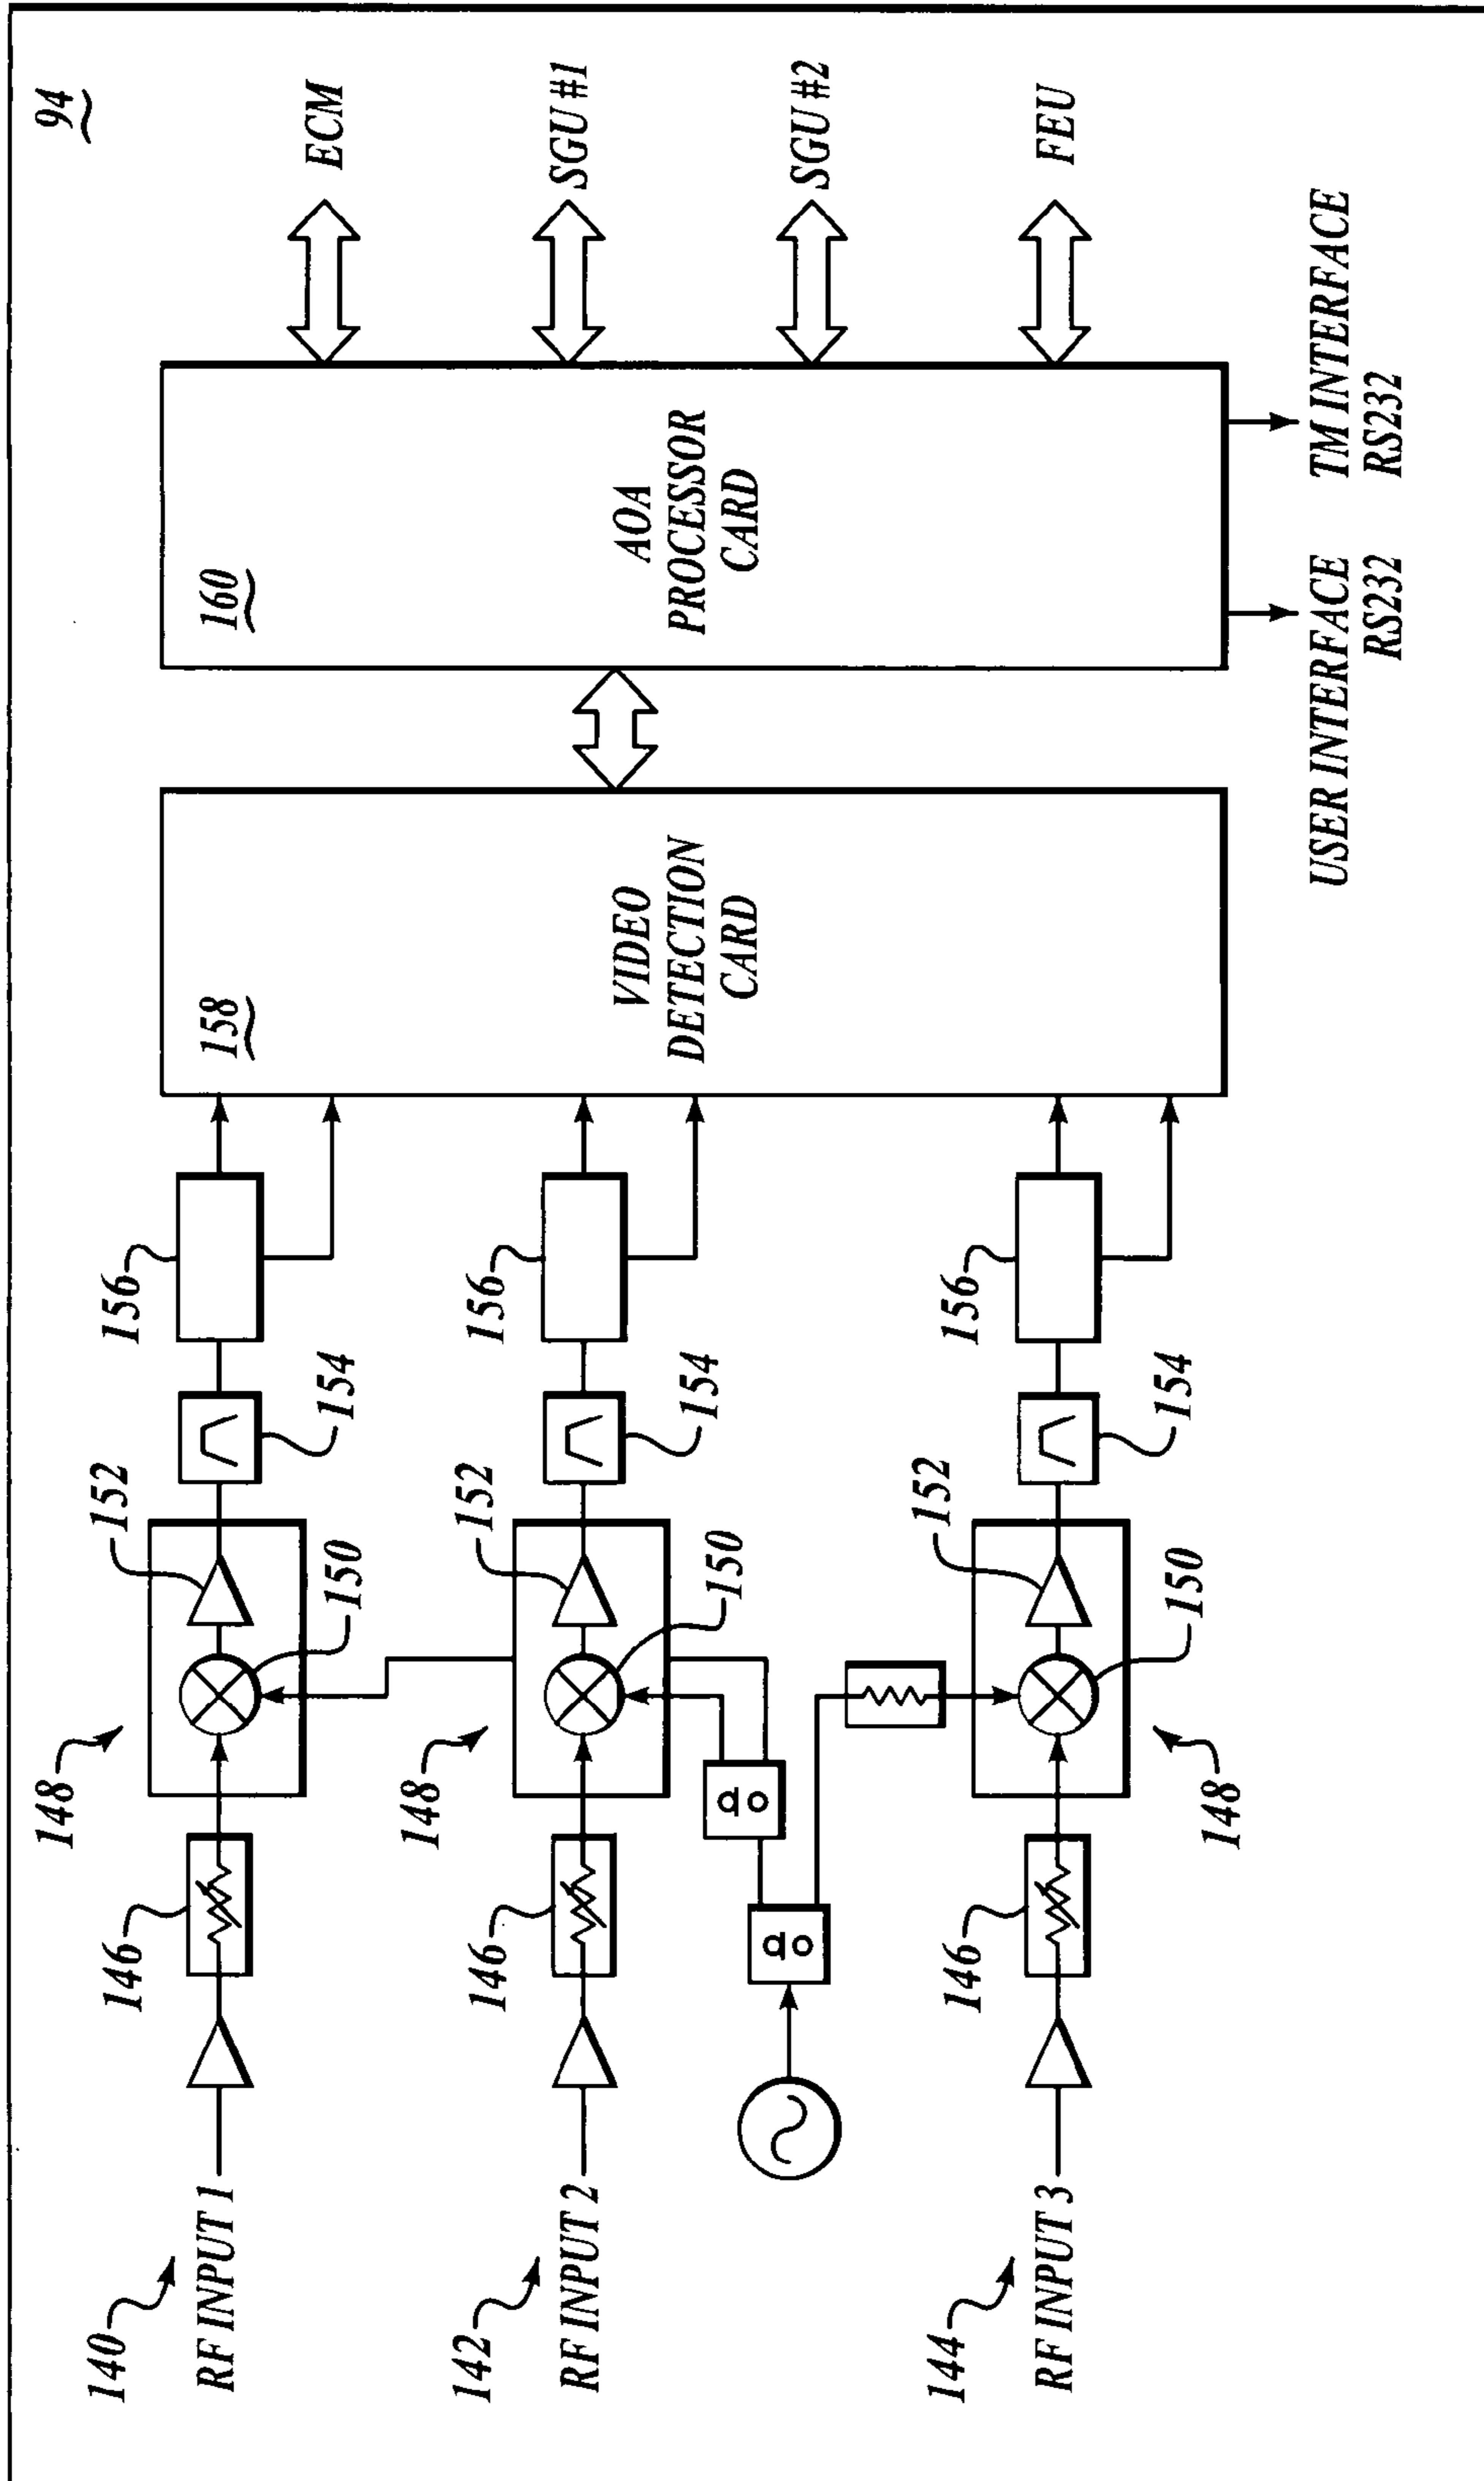 94
140
RF INPUT 1
146
148
152
150
154
156
142
RF INPUT 2
146
148
152
150
154
156
144
RF INPUT 3
146
148
152
150
154
156
158
VIDEO
DETECTION
CARD
160
AOA
PROCESSOR
CARD
ECM
SGU #1
SGU #2
FEU
USER INTERFACE
RS232
TM INTERFACE
RS232